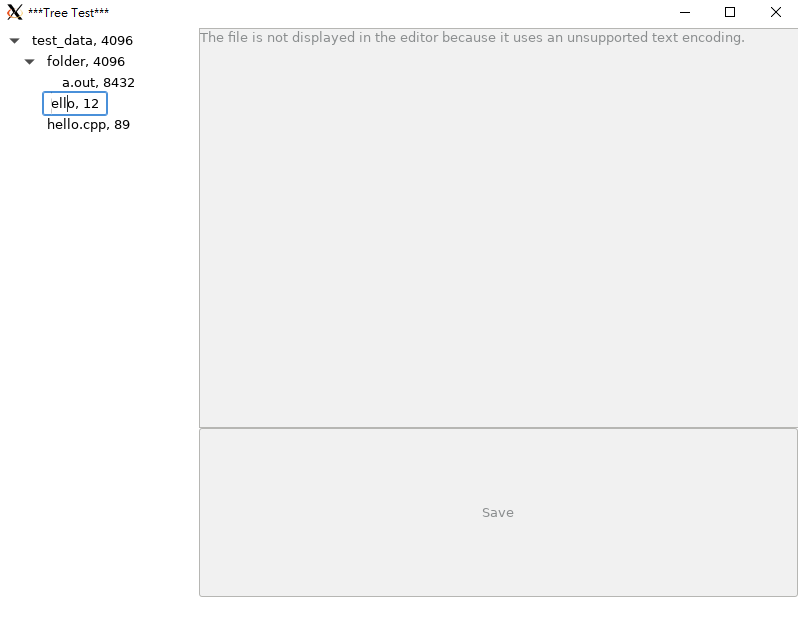 ***Tree Test***
test_data, 4096
folder, 4096
a.out, 8432
ello, 12
hello.cpp, 89
The file is not displayed in the editor because it uses an unsupported text encoding.
Save